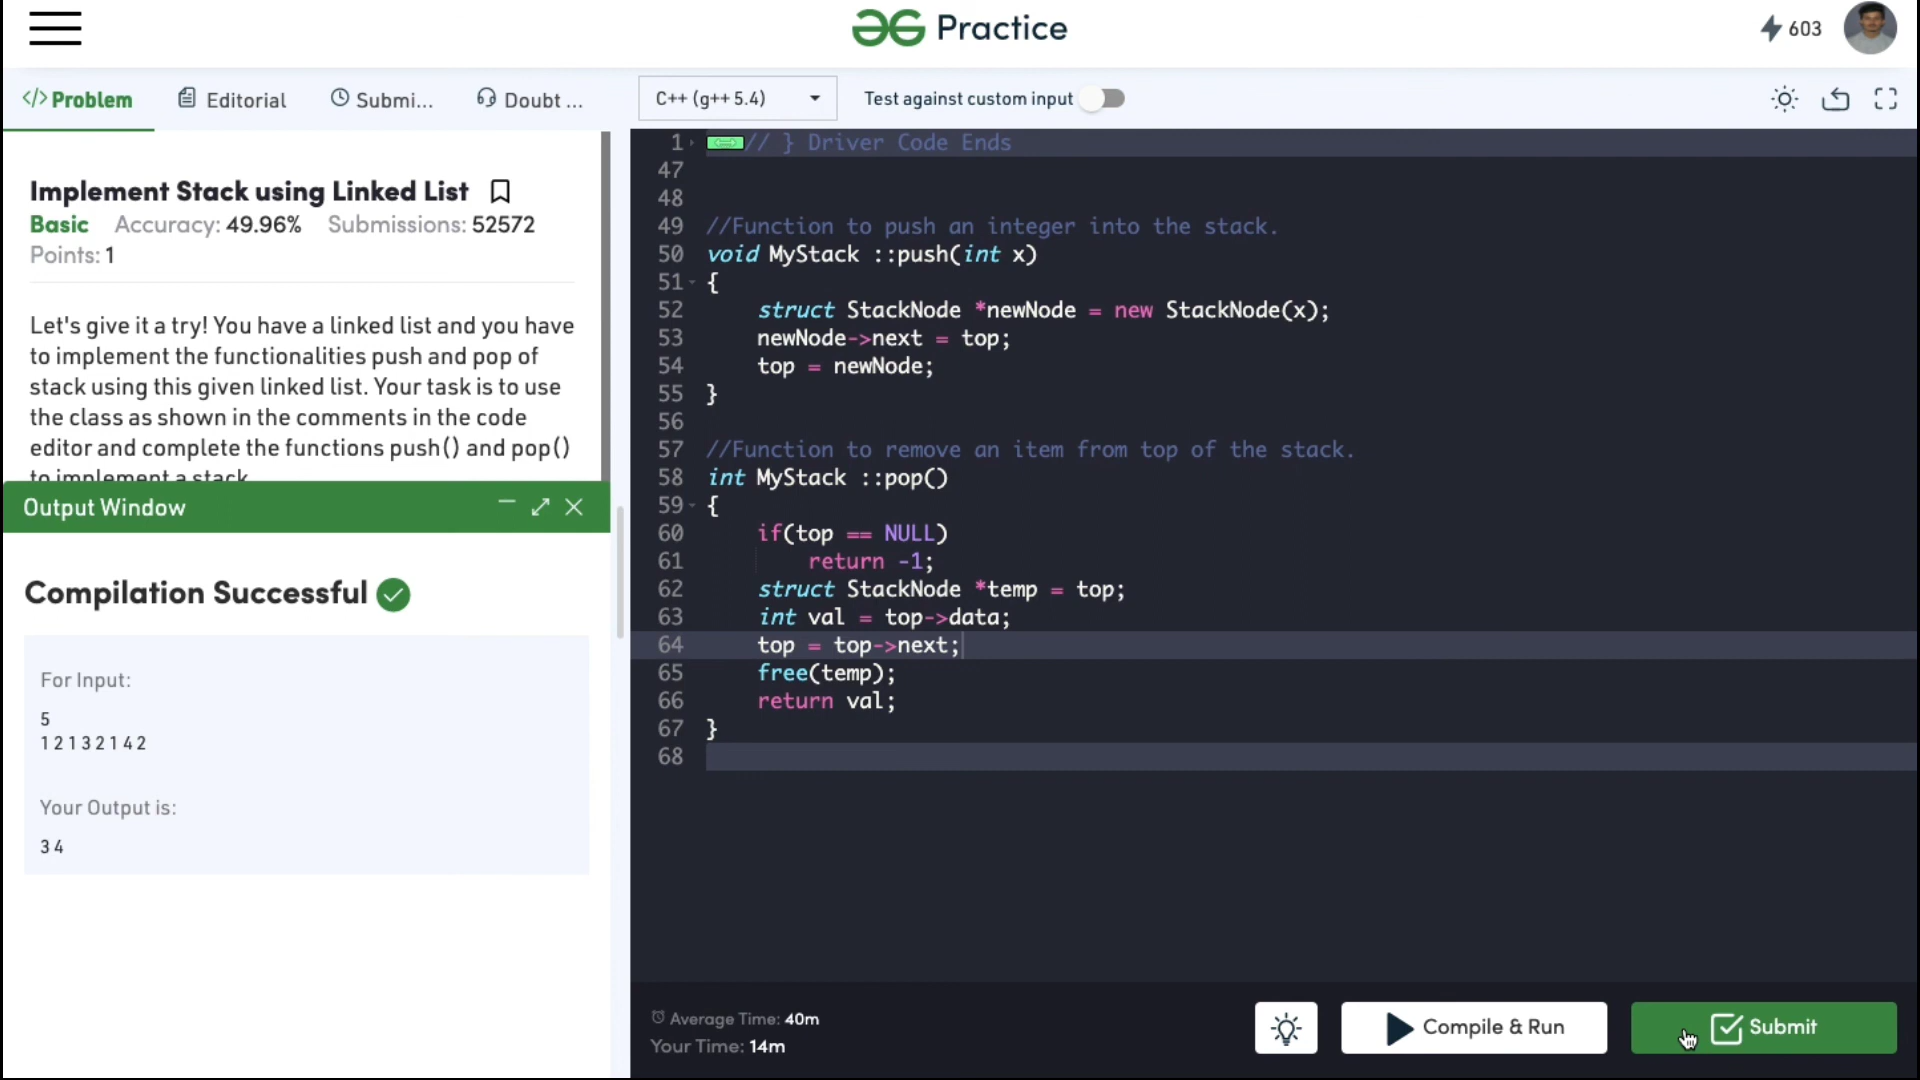 Practice
603
</> Problem
Editorial
Submi...
Doubt ...
C++ (g++ 5.4)
Test against custom input
Implement Stack using Linked List
Basic Accuracy: 49.96% Submissions: 52572
Points: 1
Let's give it a try! You have a linked list and you have
to implement the functionalities push and pop of
stack using this given linked list. Your task is to use
the class as shown in the comments in the code
editor and complete the functions push() and pop()
to implement a stack
Output Window
Compilation Successful
For Input:
5
1 2 1 3 2 1 4 2
Your Output is:
3 4
1 // } Driver Code Ends
47
48
49 //Function to push an integer into the stack.
50 void MyStack ::push(int x)
51 {
52 struct StackNode *newNode = new StackNode(x);
53 newNode->next = top;
54 top = newNode;
55 }
56
57 //Function to remove an item from top of the stack.
58 int MyStack ::pop()
59 {
60 if(top == NULL)
61 return -1;
62 struct StackNode *temp = top;
63 int val = top->data;
64 top = top->next;
65 free(temp);
66 return val;
67 }
68
Average Time: 40m
Your Time: 14m
Compile & Run
Submit